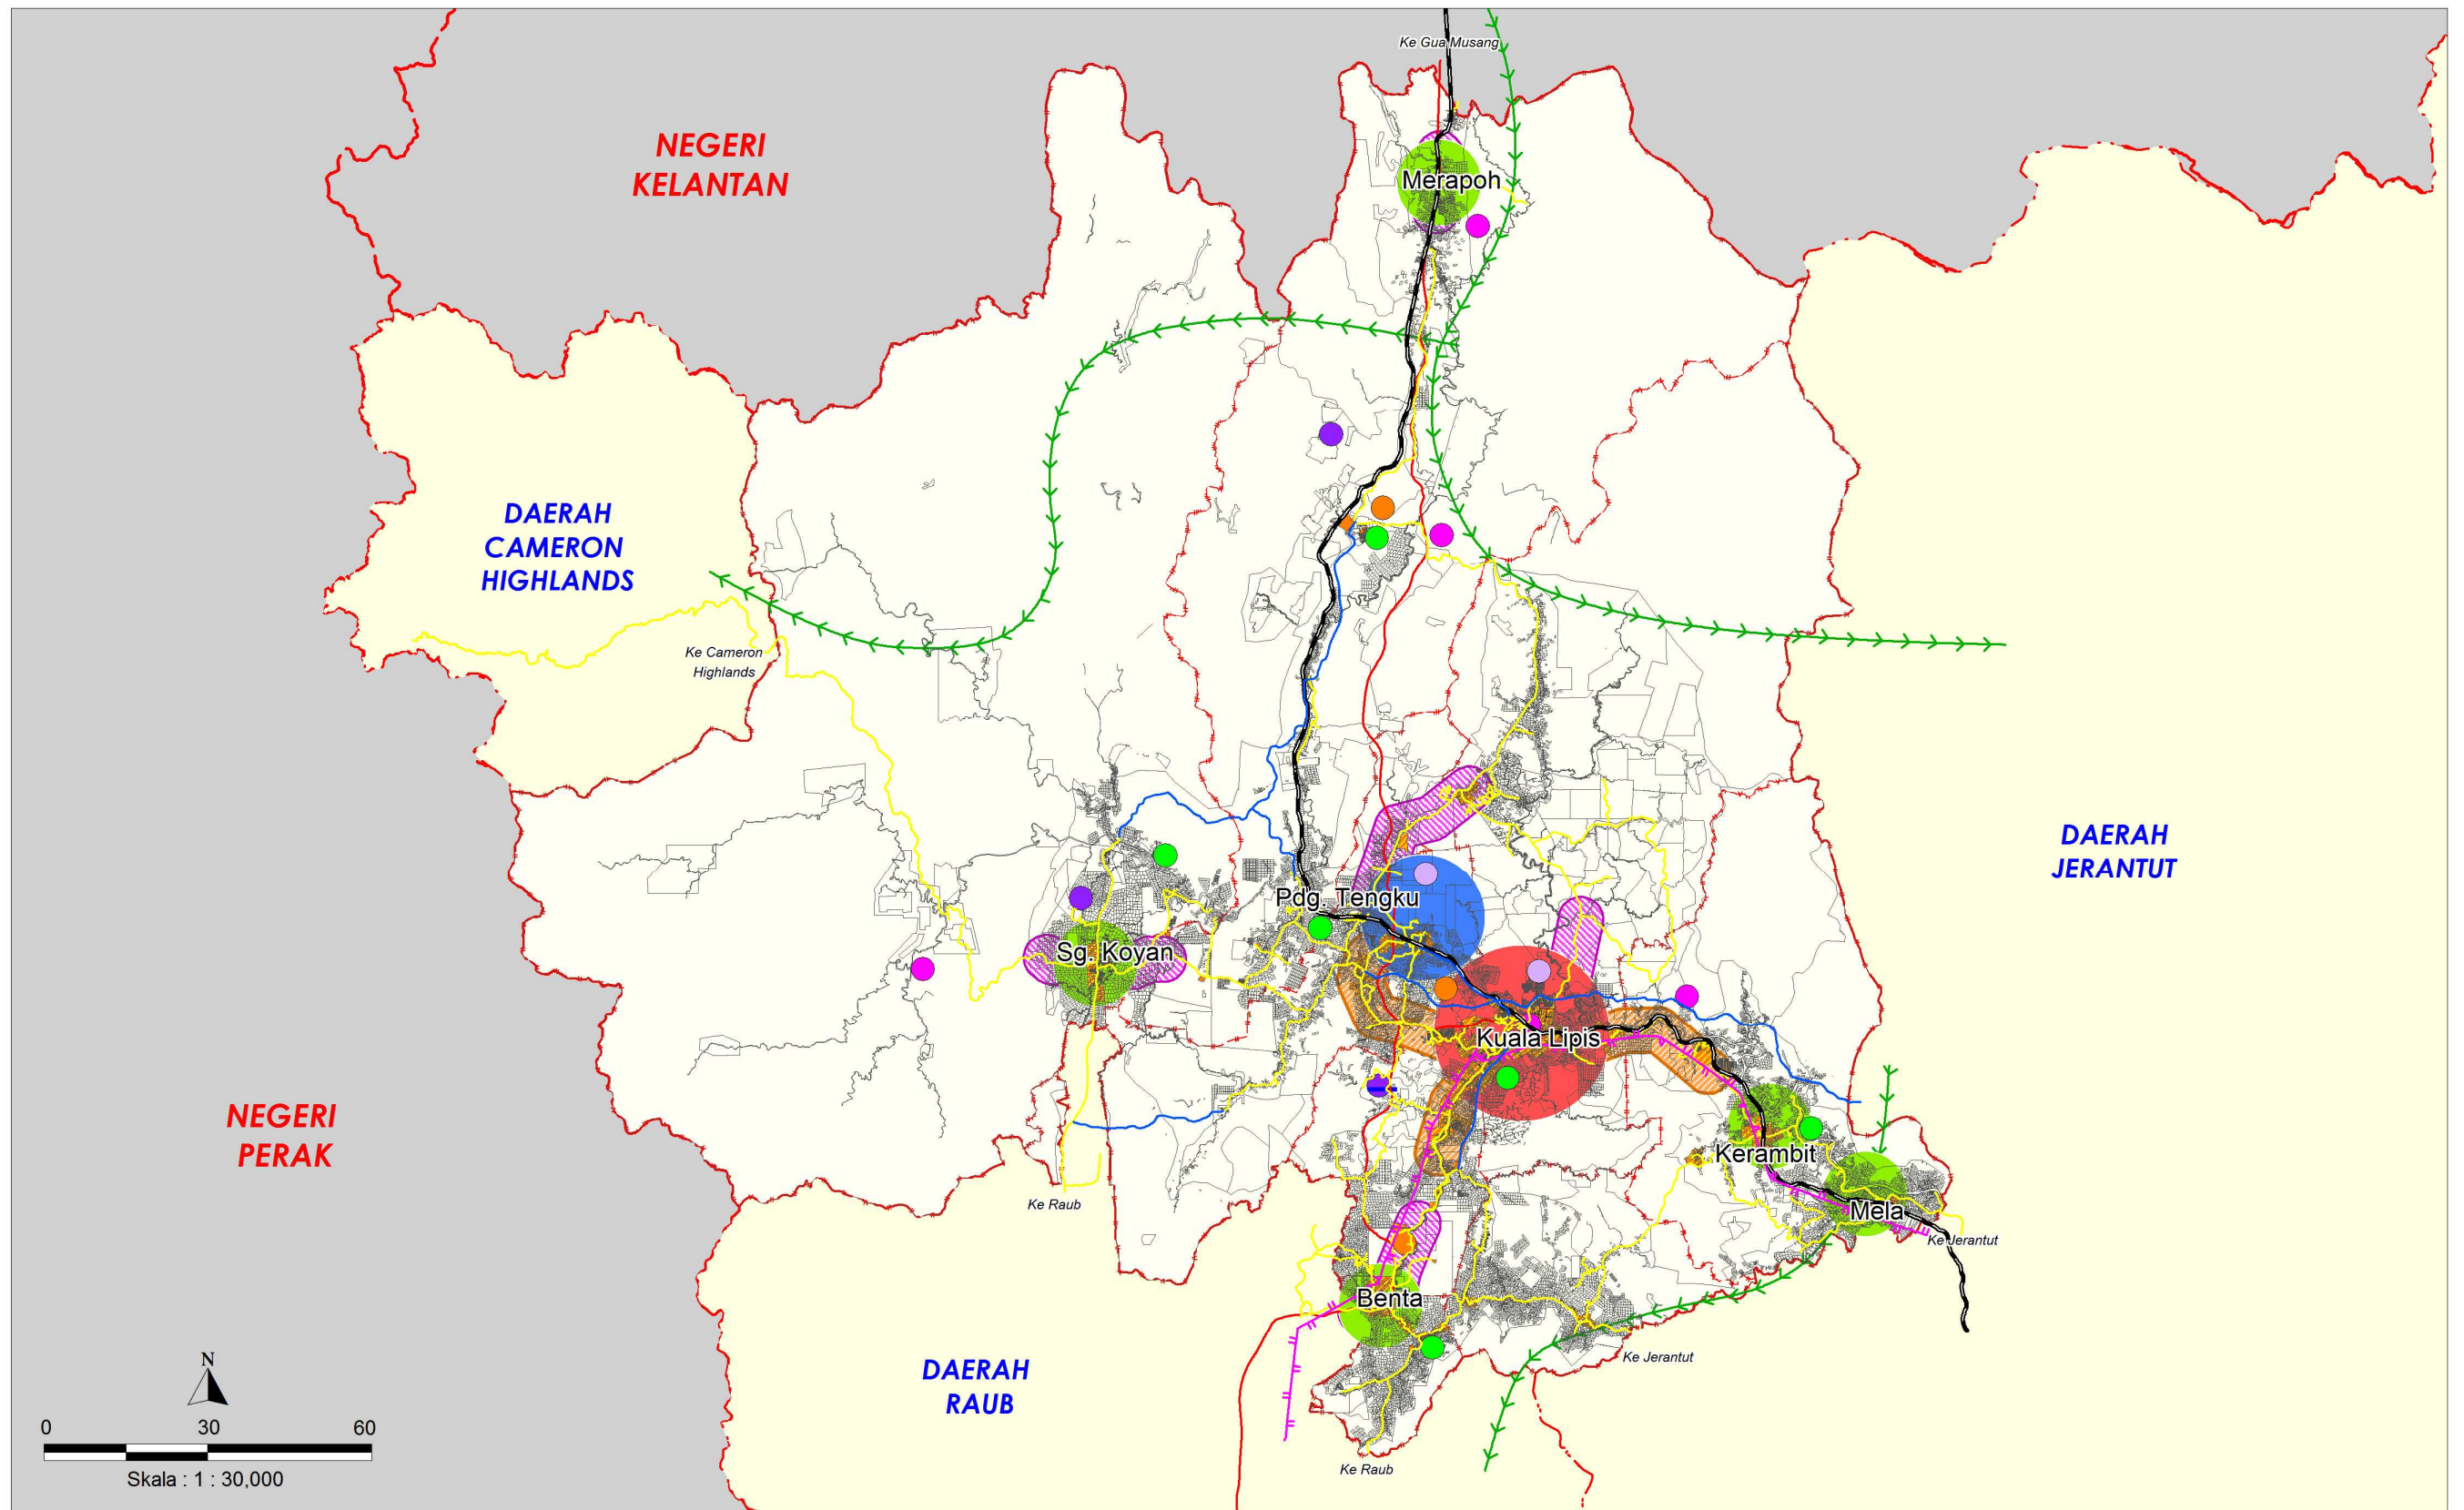 Ke Gua Musang
NEGERI
KELANTAN
Merapoh
DAERAH
CAMERON
HIGHLANDS
Ke Cameron
Highlands
DAERAH
JERANTUT
Pdg. Tengku
Sg. Koyan
Kuala Lipis
NEGERI
PERAK
Kerambit
Ke Raub
Mela
Ke Jerantut
Benta
Ke Jerantut
DAERAH
RAUB
N
0 30 60
Skala : 1 : 30,000
Ke Raub